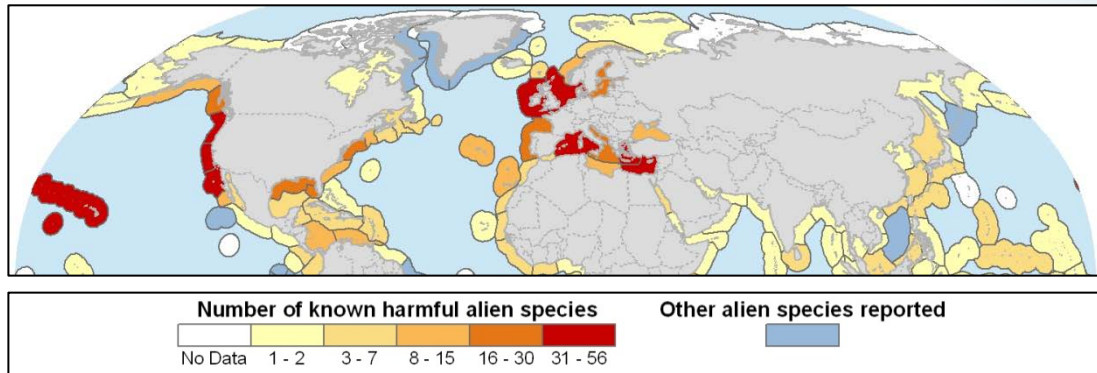 Number of known harmful alien species
Other alien species reported
No Data
1 - 2
3 - 7
8 - 15
16 - 30
31 - 56